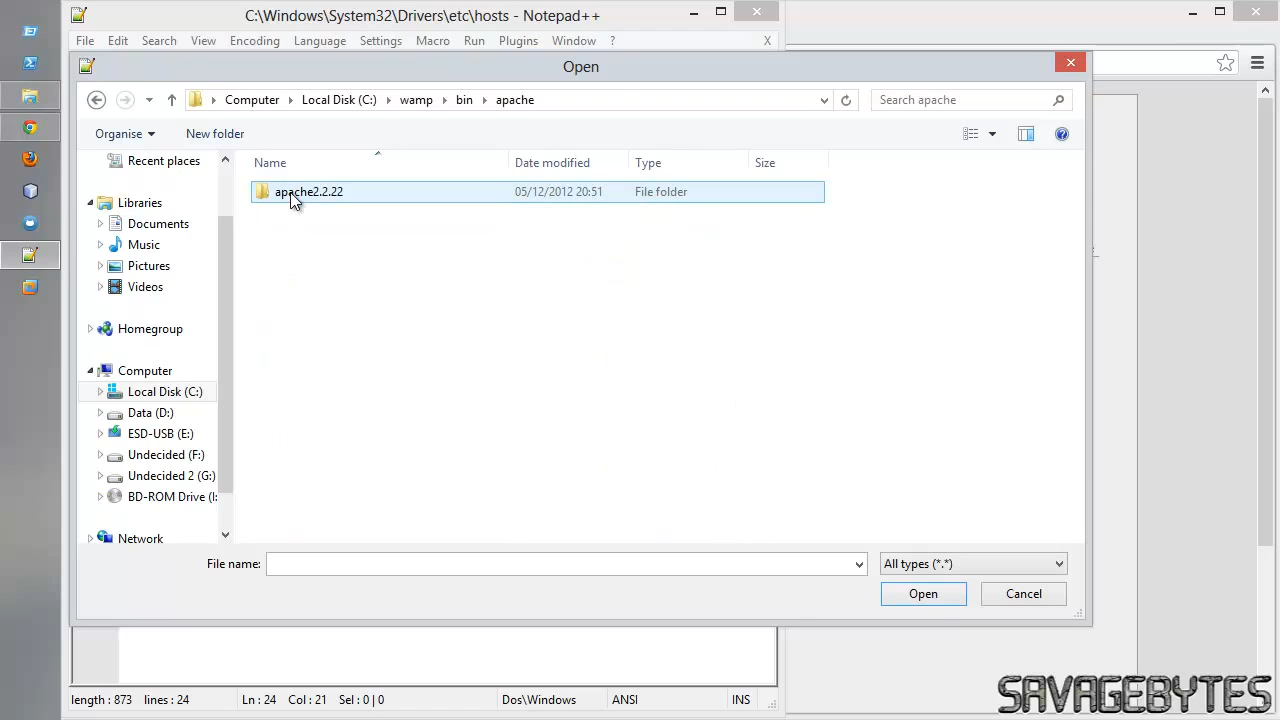 C:\Windows\System32\Drivers\etc\hosts - Notepad++
File Edit Search View Encoding Language Settings Macro Run Plugins Window ? X
Open
Computer Local Disk (C:) wamp bin apache
Search apache
Organise New folder
Name Date modified Type Size
apache2.2.22 05/12/2012 20:51 File folder
Recent places
Libraries
Documents
Music
Pictures
Videos
Homegroup
Computer
Local Disk (C:)
Data (D:)
ESD-USB (E:)
Undecided (F:)
Undecided 2 (G:)
BD-ROM Drive (I:
Network
File name:
All types (*.*)
Open Cancel
length : 873 lines : 24 Ln : 24 Col : 21 Sel : 0 | 0 Dos\Windows ANSI INS
SAVAGEBYTES